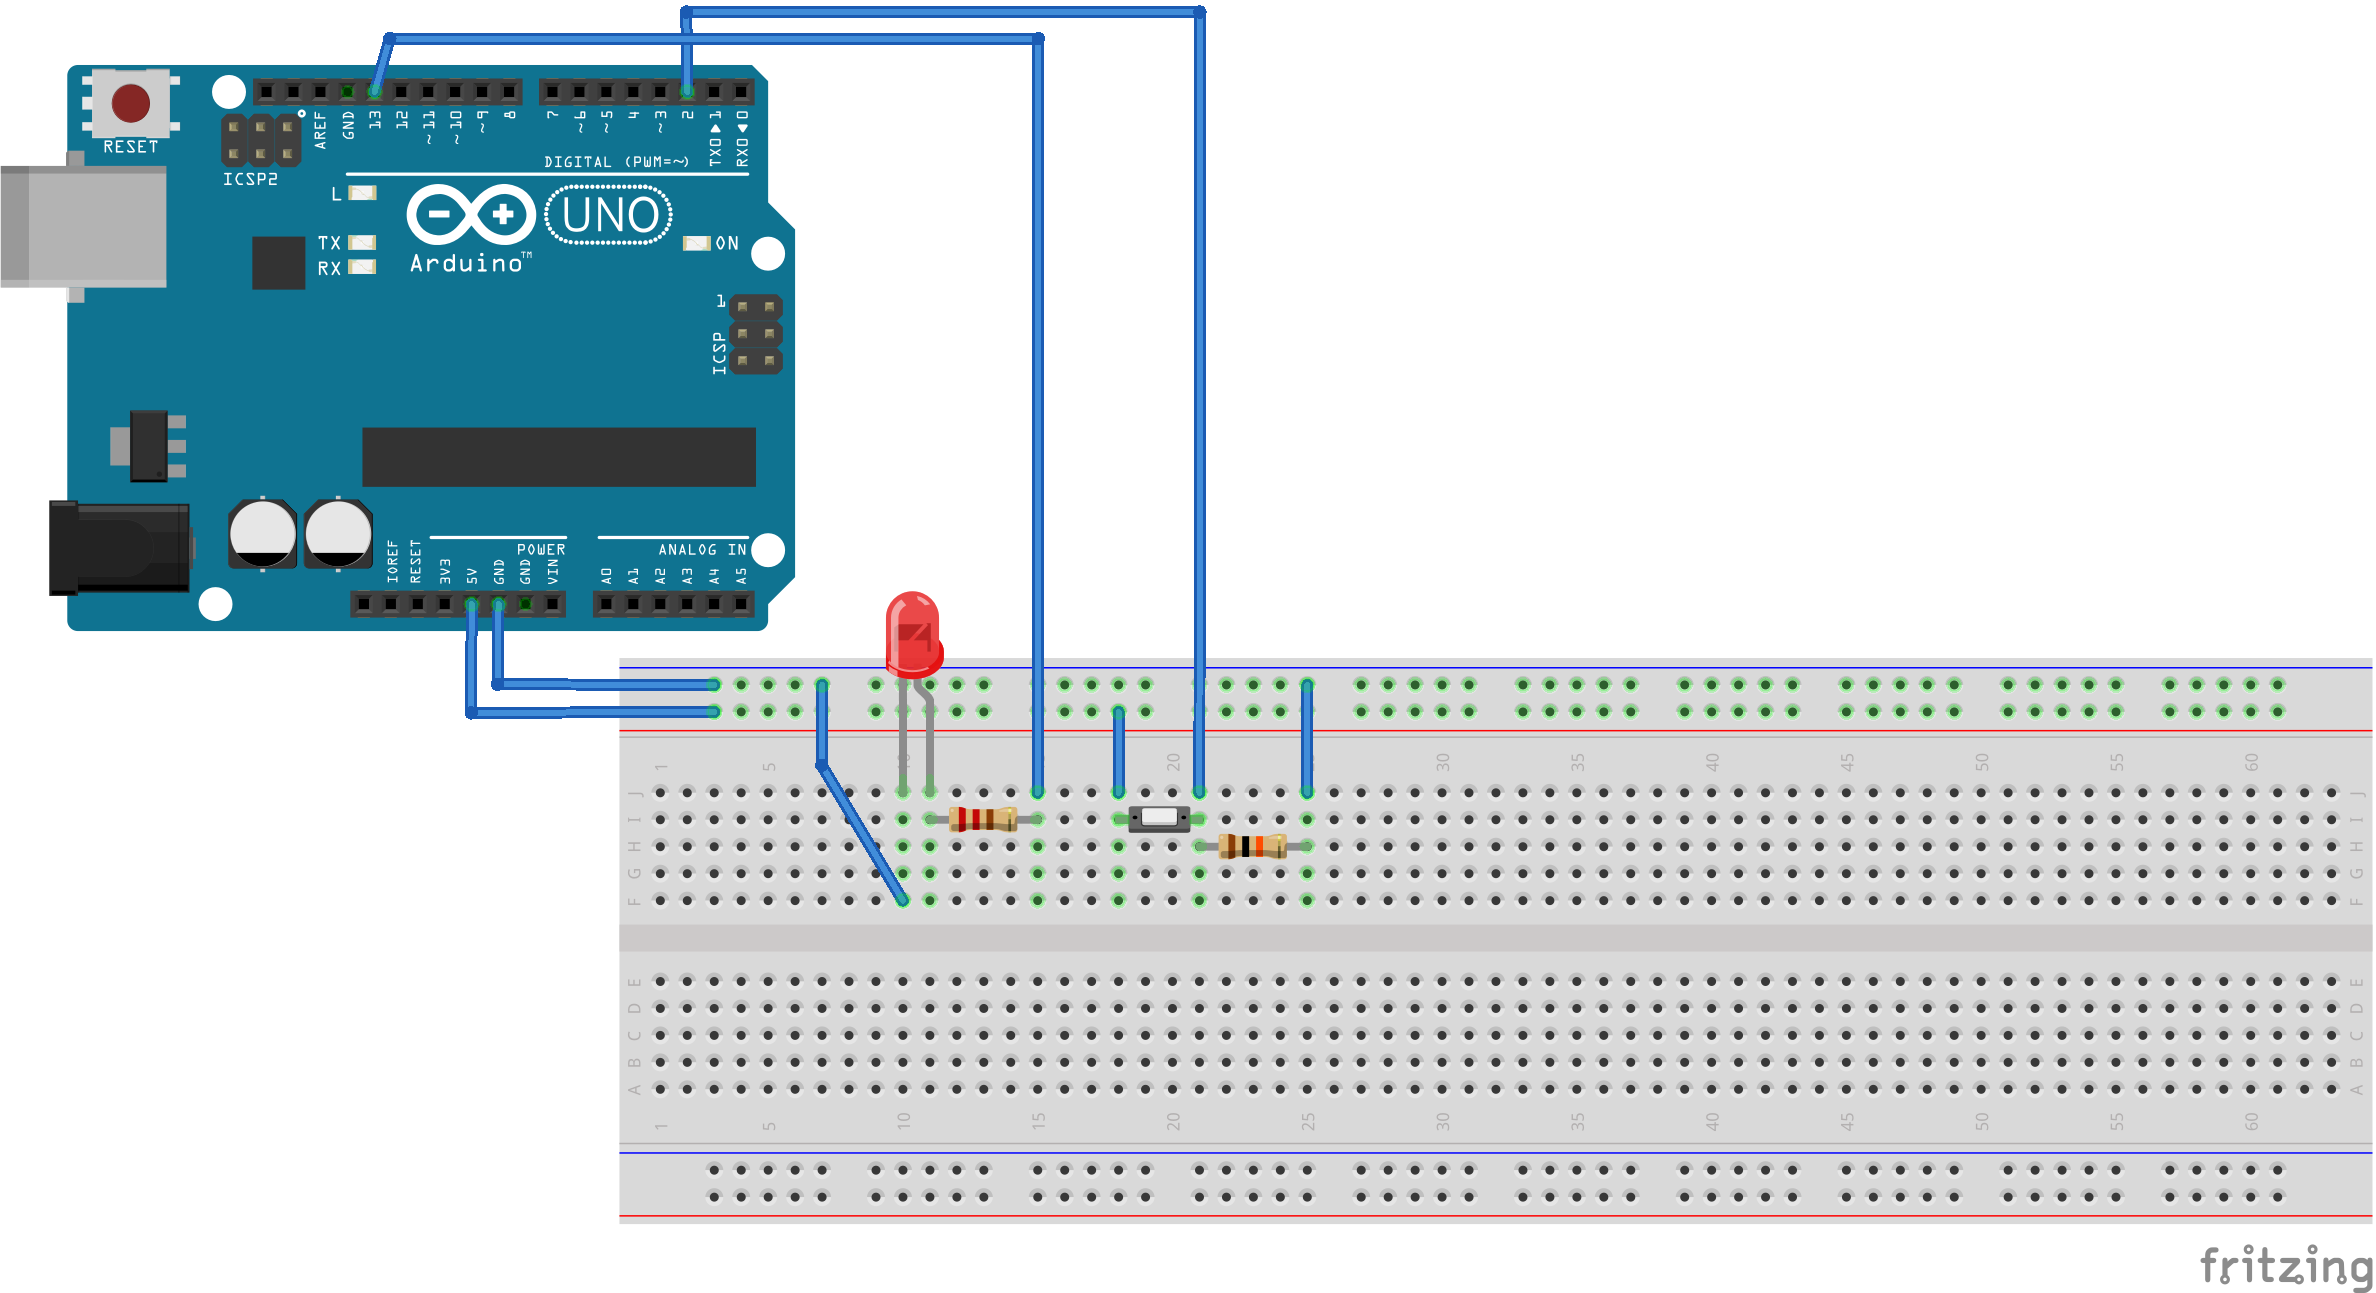 RESET
ICSP2
AREF
GND
13
12
~11
~10
~9
8
7
~6
~5
4
~3
2
TX0▶1
RX0◀0
DIGITAL (PWM=~)
L
TX
RX
UNO
Arduino™
ON
1
ICSP
IOREF
RESET
3V3
5V
GND
GND
VIN
POWER
ANALOG IN
A0
A1
A2
A3
A4
A5
1 5 10 20 30 35 40 45 50 55 60
J J
I I
H H
G G
F F
E E
D D
C C
B B
A A
1 5 10 15 20 25 30 35 40 45 50 55 60
fritzing